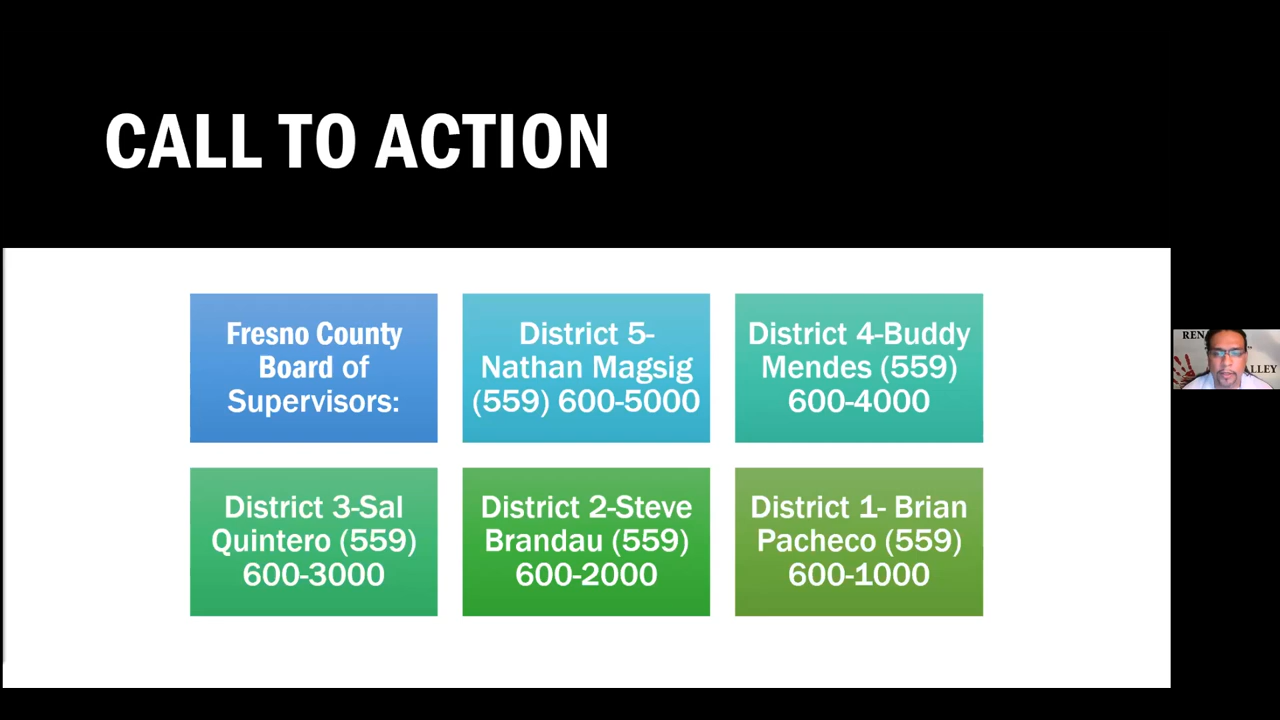 CALL TO ACTION
Fresno County
Board of
Supervisors:
District 5-
Nathan Magsig
(559) 600-5000
District 4-Buddy
Mendes (559)
600-4000
District 3-Sal
Quintero (559)
600-3000
District 2-Steve
Brandau (559)
600-2000
District 1- Brian
Pacheco (559)
600-1000
REN
ALLEY